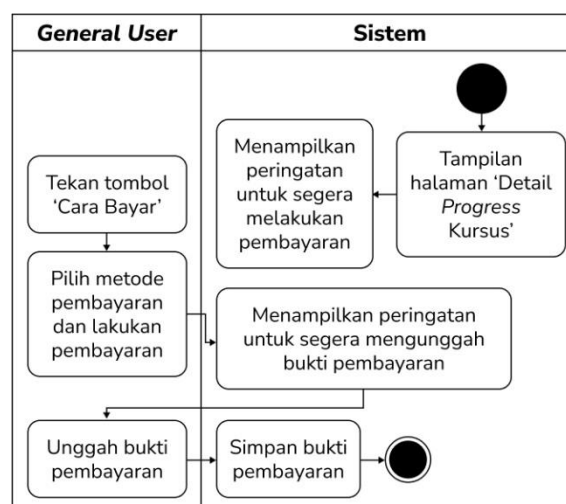 General User
Sistem
Tampilan
halaman ‘Detail
Progress
Kursus’
Menampilkan
peringatan
untuk segera
melakukan
pembayaran
Tekan tombol
‘Cara Bayar’
Pilih metode
pembayaran
dan lakukan
pembayaran
Menampilkan peringatan
untuk segera mengunggah
bukti pembayaran
Unggah bukti
pembayaran
Simpan bukti
pembayaran